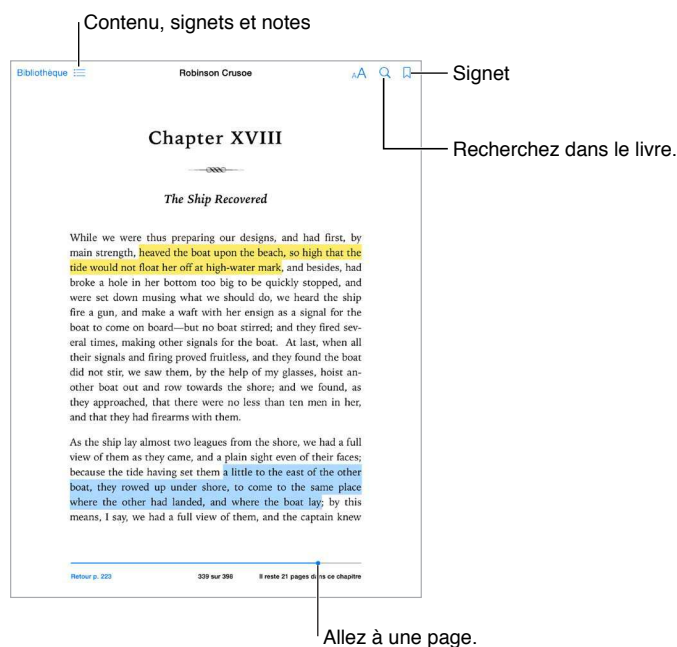 Contenu, signets et notes
Bibliothèque
Robinson Crusoe
AA
Signet
Recherchez dans le livre.
Chapter XVIII
The Ship Recovered
While we were thus preparing our designs, and had first, by
main strength, heaved the boat upon the beach, so high that the
tide would not float her off at high-water mark, and besides, had
broke a hole in her bottom too big to be quickly stopped, and
were set down musing what we should do, we heard the ship
fire a gun, and make a waft with her ensign as a signal for the
boat to come on board—but no boat stirred; and they fired sev-
eral times, making other signals for the boat. At last, when all
their signals and firing proved fruitless, and they found the boat
did not stir, we saw them, by the help of my glasses, hoist an-
other boat out and row towards the shore; and we found, as
they approached, that there were no less than ten men in her,
and that they had firearms with them.
As the ship lay almost two leagues from the shore, we had a full
view of them as they came, and a plain sight even of their faces;
because the tide having set them a little to the east of the other
boat, they rowed up under shore, to come to the same place
where the other had landed, and where the boat lay; by this
means, I say, we had a full view of them, and the captain knew
Retour p. 223
339 sur 398
Il reste 21 pages dans ce chapitre
Allez à une page.